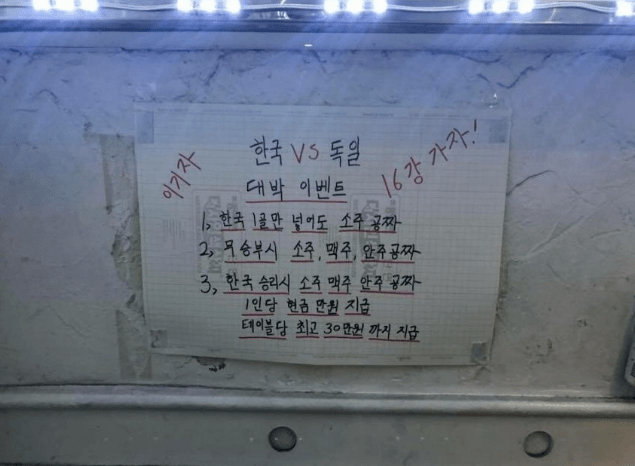 이기자
한국 VS 독일
16강 가자!
대박 이벤트
1, 한국 1골만 넣어도 소주 공짜
2, 무승부시 소주, 맥주, 안주 공짜
3, 한국 승리시 소주 맥주 안주 공짜
1인당 현금 만원 지급
테이블당 최고 30만원 까지 지급